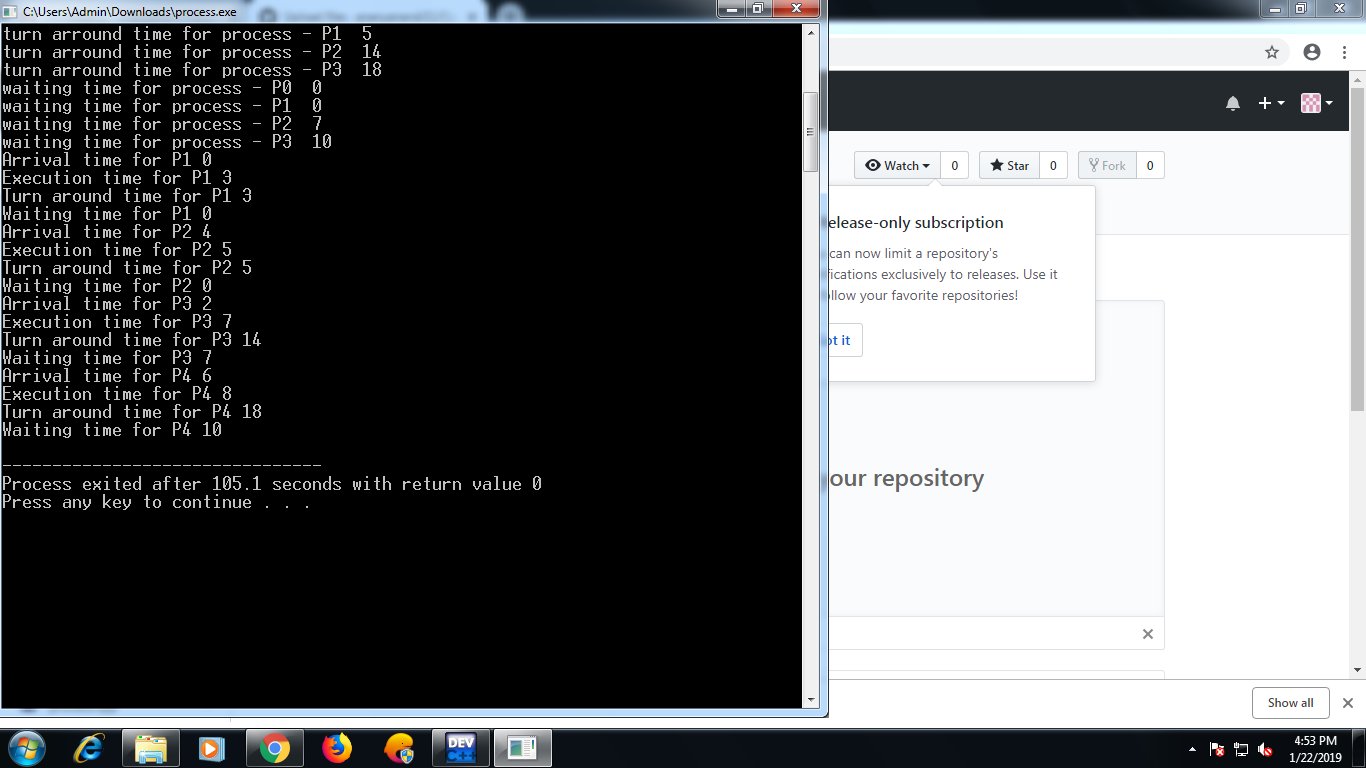 C:\Users\Admin\Downloads\process.exe
turn arround time for process - P1  5
turn arround time for process - P2  14
turn arround time for process - P3  18
waiting time for process - P0  0
waiting time for process - P1  0
waiting time for process - P2  7
waiting time for process - P3  10
Arrival time for P1 0
Execution time for P1 3
Turn around time for P1 3
Waiting time for P1 0
Arrival time for P2 4
Execution time for P2 5
Turn around time for P2 5
Waiting time for P2 0
Arrival time for P3 2
Execution time for P3 7
Turn around time for P3 14
Waiting time for P3 7
Arrival time for P4 6
Execution time for P4 8
Turn around time for P4 18
Waiting time for P4 10
--------------------------------
Process exited after 105.1 seconds with return value 0
Press any key to continue . . .
Watch 0 Star 0 Fork 0
elease-only subscription
can now limit a repository's
fications exclusively to releases. Use it
ollow your favorite repositories!
ot it
our repository
Show all
DEV
C++
4:53 PM
1/22/2019